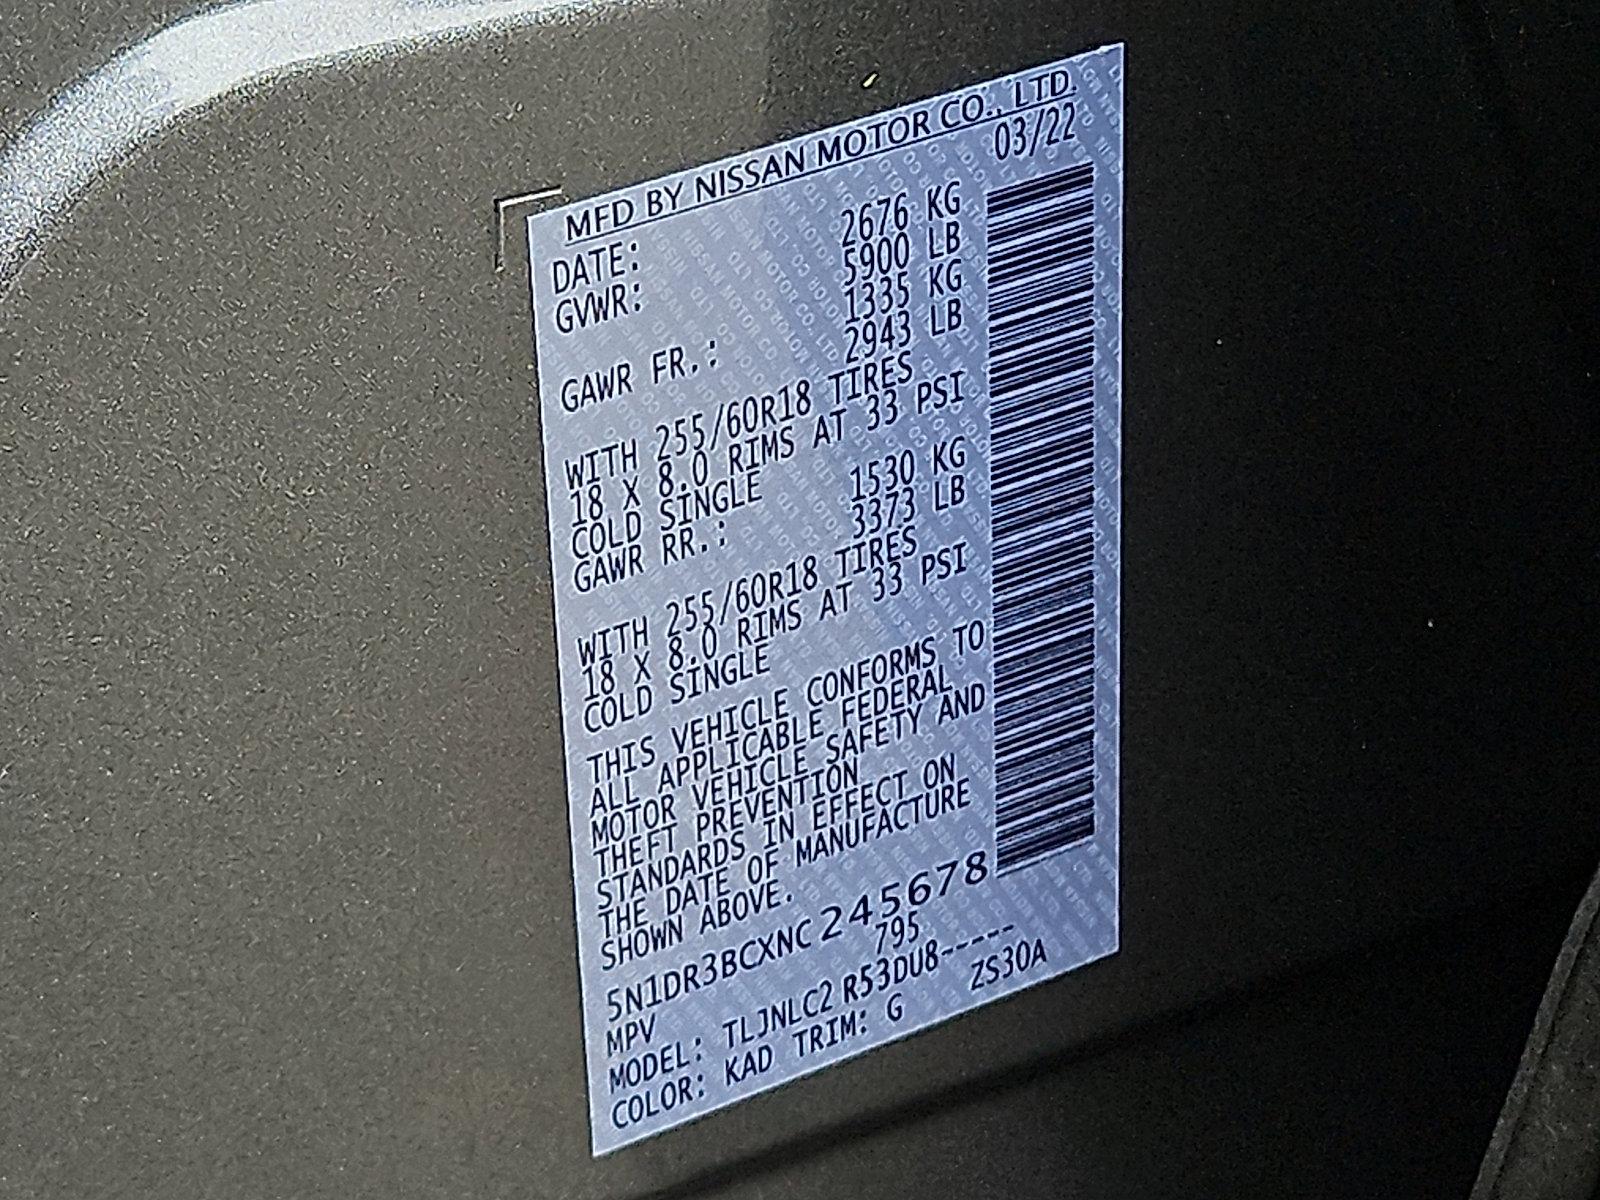 MFD BY NISSAN MOTOR CO., LTD.
DATE: 03/22
GVWR: 2676 KG
5900 LB
GAWR FR.: 1335 KG
2943 LB
WITH 255/60R18 TIRES
18 X 8.0 RIMS AT 33 PSI
COLD SINGLE
GAWR RR.: 1530 KG
3373 LB
WITH 255/60R18 TIRES
18 X 8.0 RIMS AT 33 PSI
COLD SINGLE
THIS VEHICLE CONFORMS TO
ALL APPLICABLE FEDERAL
MOTOR VEHICLE SAFETY AND
THEFT PREVENTION
STANDARDS IN EFFECT ON
THE DATE OF MANUFACTURE
SHOWN ABOVE.
5N1DR3BCXNC245678
MPV 795
MODEL: TLJNLC2 R53DU8-----
COLOR: KAD TRIM: G ZS30A